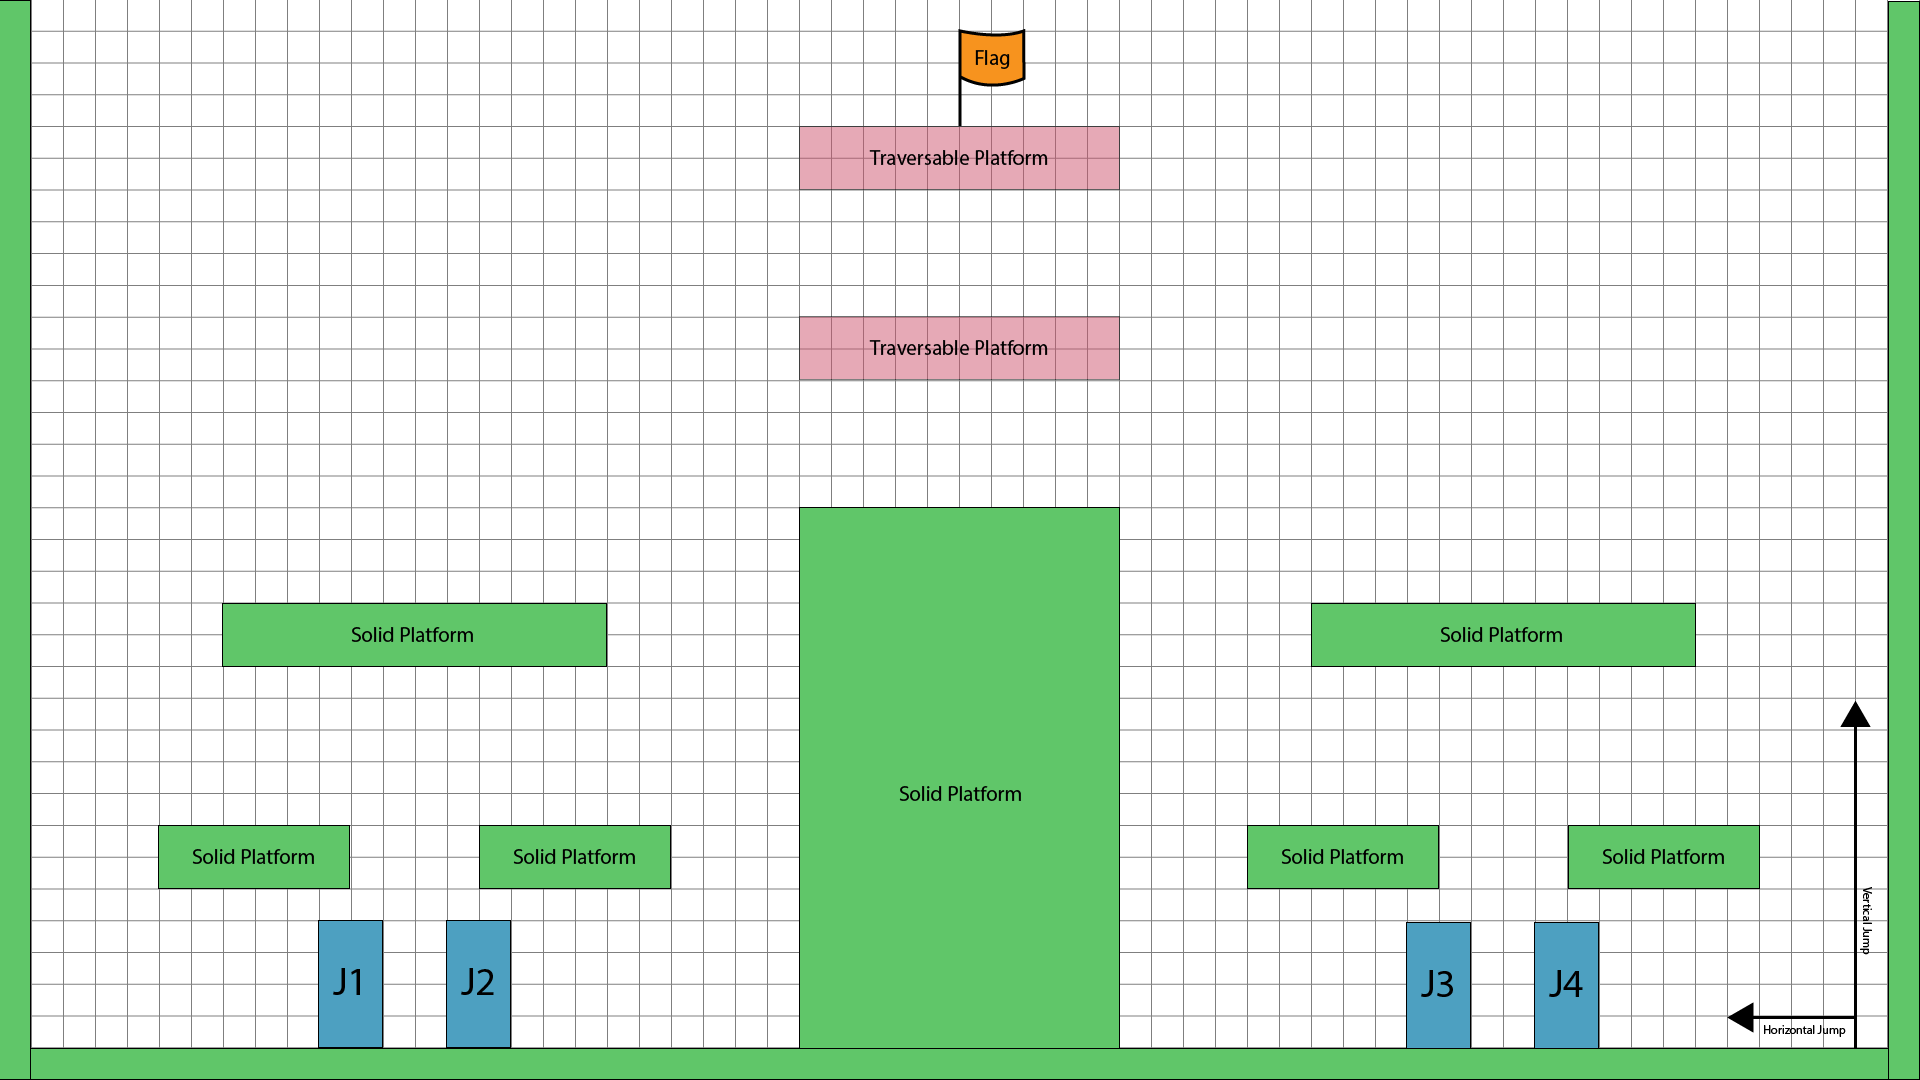 Flag
Traversable Platform
Traversable Platform
Solid Platform
Solid Platform
Solid Platform
Solid Platform
Solid Platform
Solid Platform
Solid Platform
Vertical Jump
J1
J2
J3
J4
Horizontal Jump